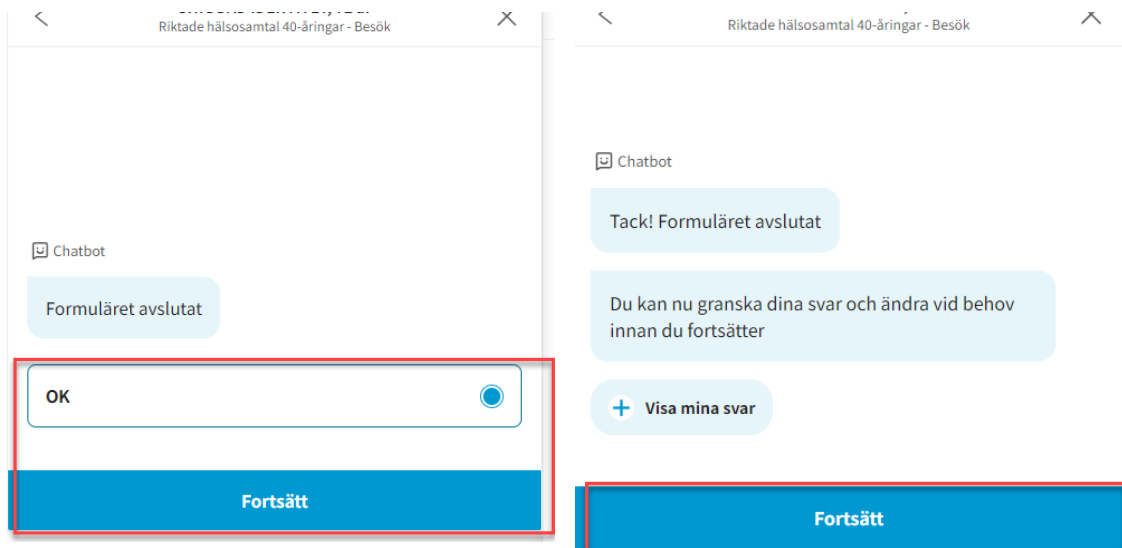 Riktade hälsosamtal 40-åringar - Besök
Chatbot
Formuläret avslutat
OK
Fortsätt
Riktade hälsosamtal 40-åringar - Besök
Chatbot
Tack! Formuläret avslutat
Du kan nu granska dina svar och ändra vid behov
innan du fortsätter
+ Visa mina svar
Fortsätt